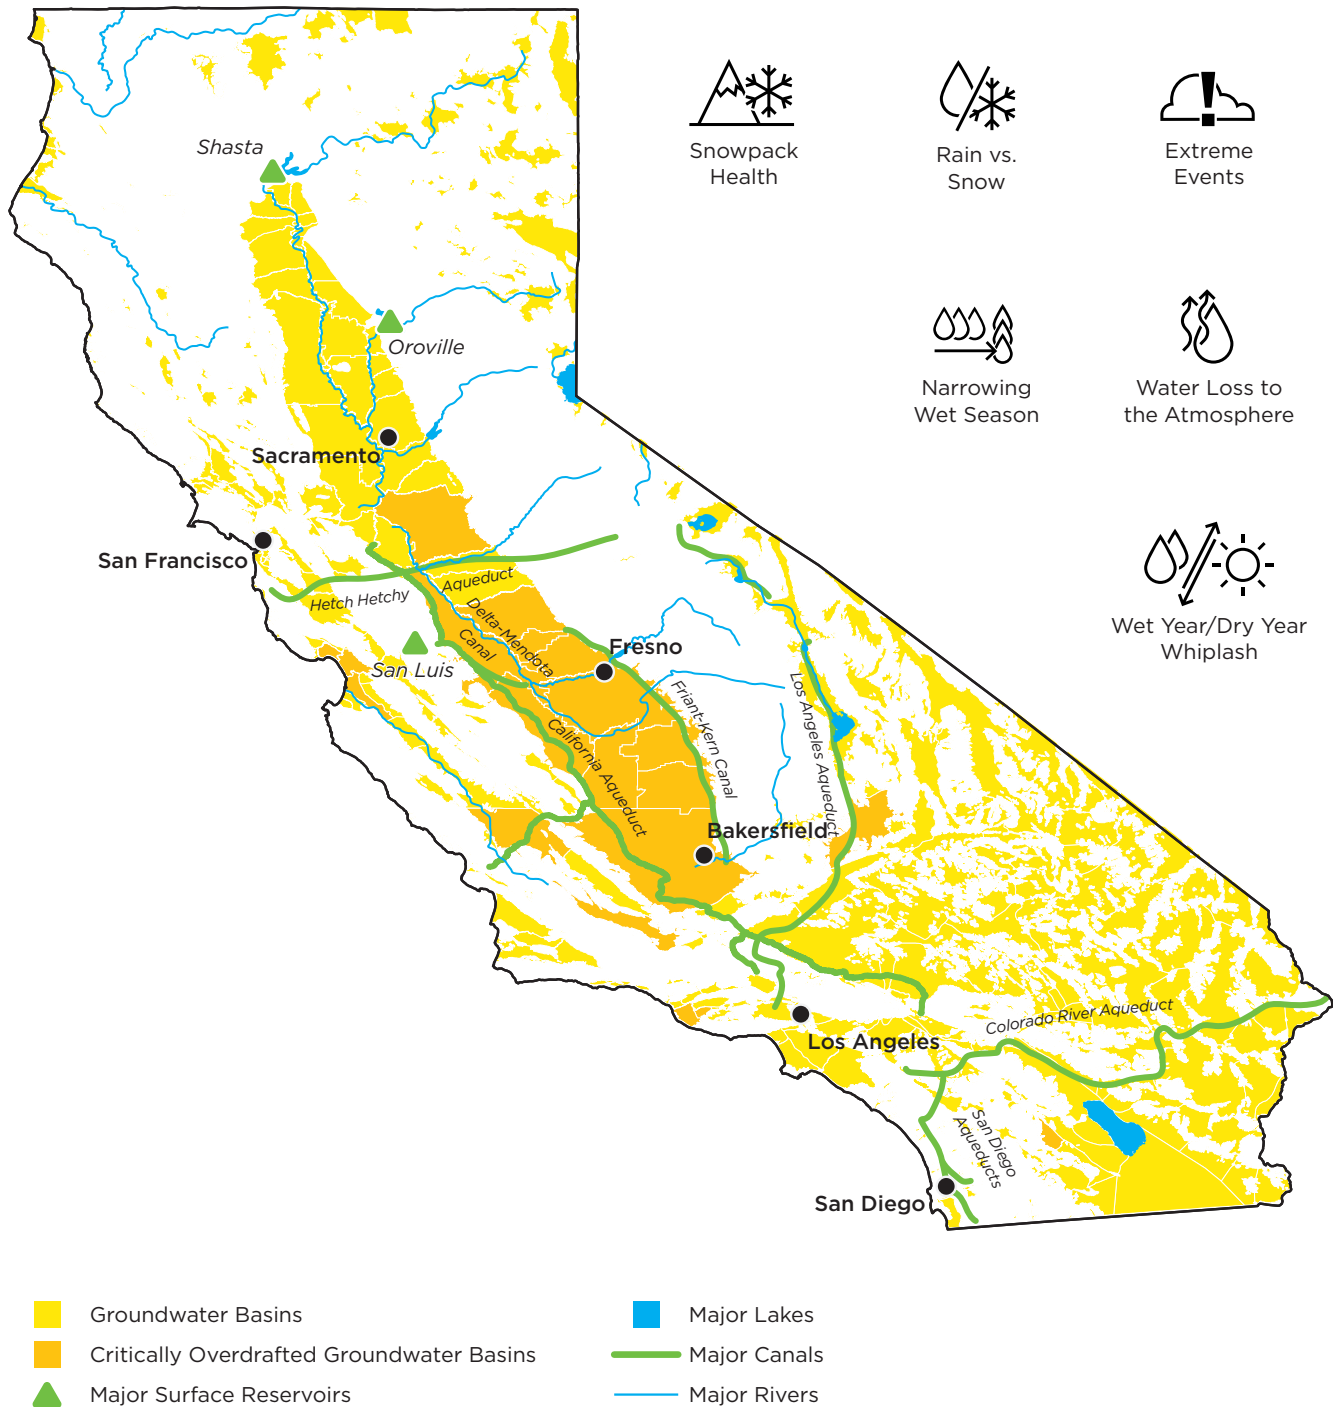 Snowpack
Health
Rain vs.
Snow
Extreme
Events
Shasta
Oroville
Narrowing
Wet Season
Water Loss to
the Atmosphere
Sacramento
San Francisco
Hetch Hetchy
Aqueduct
Delta-Mendota
Canal
San Luis
Fresno
Wet Year/Dry Year
Whiplash
Friant-Kern Canal
Los Angeles Aqueduct
California Aqueduct
Bakersfield
Los Angeles
Colorado River Aqueduct
San Diego
Aqueducts
San Diego
Groundwater Basins
Critically Overdrafted Groundwater Basins
Major Surface Reservoirs
Major Lakes
Major Canals
Major Rivers